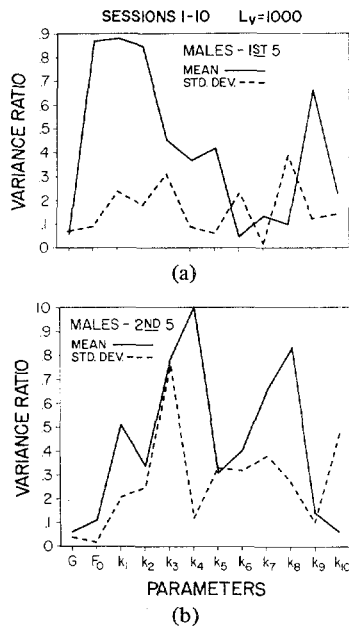 SESSIONS 1-10 Lv=1000
MALES - 1ST 5
MEAN
STD. DEV.
VARIANCE RATIO
.9
.8
.7
.6
.5
.4
.3
.2
.1
0
(a)
MALES - 2ND 5
MEAN
STD. DEV.
VARIANCE RATIO
1.0
.9
.8
.7
.6
.5
.4
.3
.2
.1
0
G F0 k1 k2 k3 k4 k5 k6 k7 k8 k9 k10
PARAMETERS
(b)